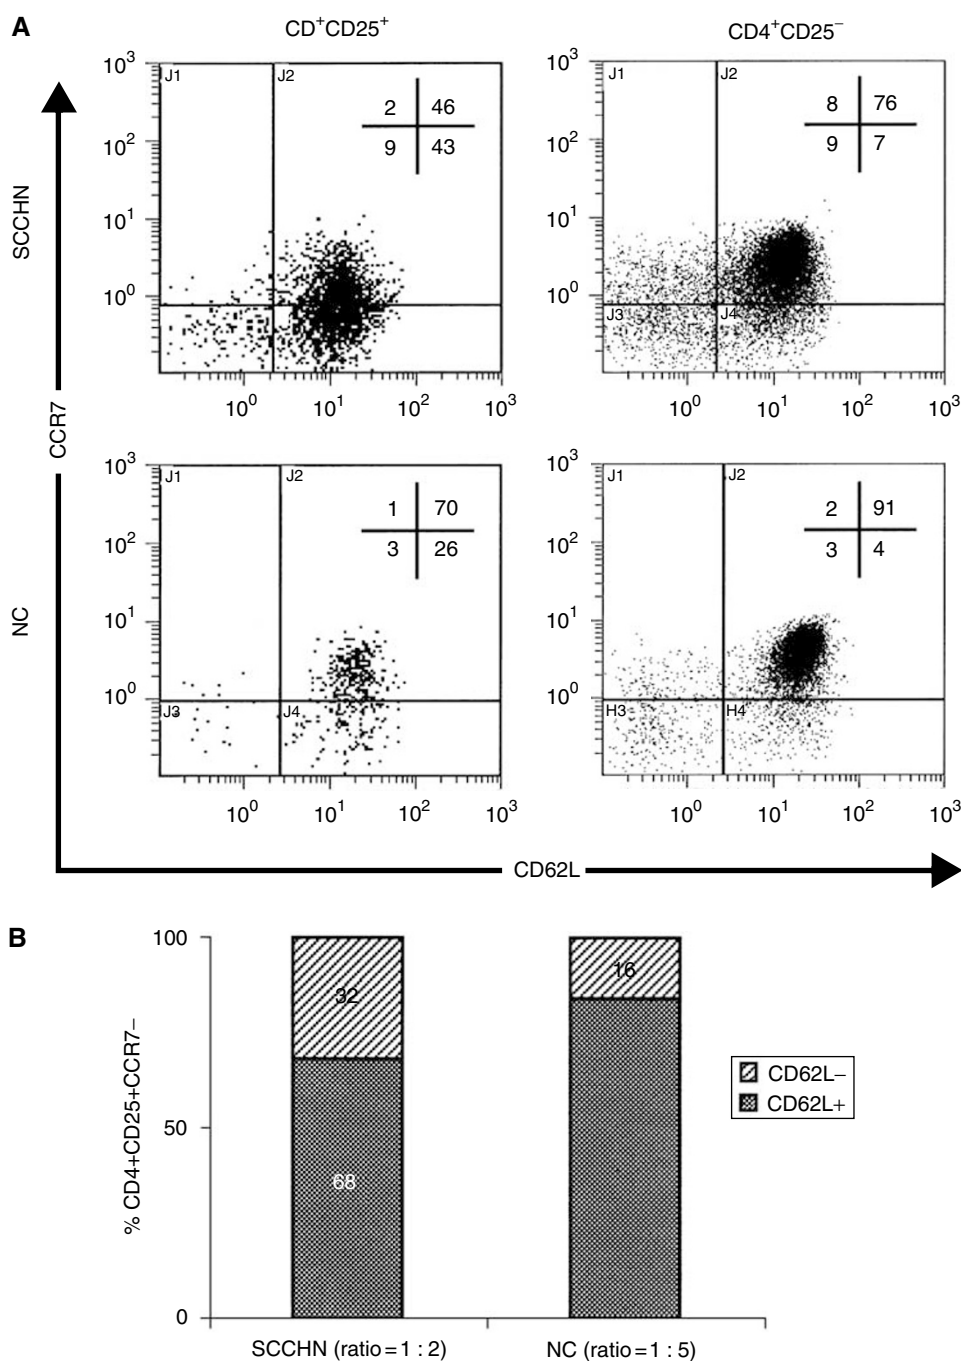 A
CD⁺CD25⁺
CD4⁺CD25⁻
SCCHN
NC
CCR7
CD62L
10³
10²
10¹
10⁰
J1
J2
2 46
9 43
10⁰ 10¹ 10² 10³
10³
10²
10¹
10⁰
J1
J2
8 76
9 7
J3
J4
10⁰ 10¹ 10² 10³
10³
10²
10¹
10⁰
J1
J2
1 70
3 26
J3
J4
10⁰ 10¹ 10² 10³
10³
10²
10¹
10⁰
J1
J2
2 91
3 4
H3
H4
10⁰ 10¹ 10² 10³
B
% CD4+CD25+CCR7−
100
50
0
32
68
16
CD62L−
CD62L+
SCCHN (ratio=1 : 2)
NC (ratio=1 : 5)